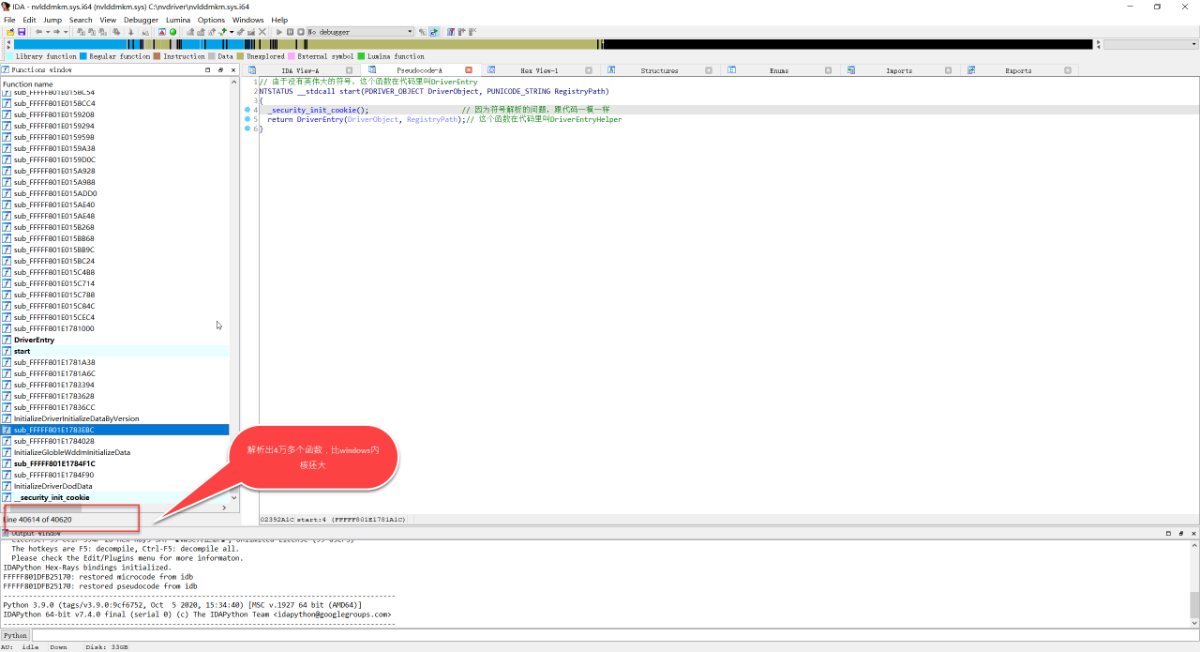 IDA - nvlddmkm.sys.i64 (nvlddmkm.sys) C:\nvdriver\nvlddmkm.sys.i64
File Edit Jump Search View Debugger Lumina Options Windows Help
No debugger
Library function Regular function Instruction Data Unexplored External symbol Lumina function
Functions window
IDA View-A Pseudocode-A Hex View-1 Structures Enums Imports Exports
Function name
sub_FFFFF801E0158C54
sub_FFFFF801E0158CC4
sub_FFFFF801E0159208
sub_FFFFF801E0159294
sub_FFFFF801E0159598
sub_FFFFF801E0159A38
sub_FFFFF801E0159D0C
sub_FFFFF801E015A928
sub_FFFFF801E015A988
sub_FFFFF801E015ADD0
sub_FFFFF801E015AE40
sub_FFFFF801E015AE48
sub_FFFFF801E015B268
sub_FFFFF801E015BB68
sub_FFFFF801E015BB9C
sub_FFFFF801E015BC24
sub_FFFFF801E015C4B8
sub_FFFFF801E015C714
sub_FFFFF801E015C788
sub_FFFFF801E015C84C
sub_FFFFF801E015CEC4
sub_FFFFF801E1781000
DriverEntry
start
sub_FFFFF801E1781A38
sub_FFFFF801E1781A6C
sub_FFFFF801E1783394
sub_FFFFF801E1783628
sub_FFFFF801E17836CC
InitializeDriverInitializeDataByVersion
sub_FFFFF801E1783EBC
sub_FFFFF801E1784028
InitializeGlobleWddmInitializeData
sub_FFFFF801E1784F1C
sub_FFFFF801E1784F90
InitializeDriverDodData
__security_init_cookie
Line 40614 of 40620
1 // 由于没有英伟大的符号。这个函数在代码里叫DriverEntry
2 NTSTATUS __stdcall start(PDRIVER_OBJECT DriverObject, PUNICODE_STRING RegistryPath)
3 {
4 _security_init_cookie(); // 因为符号解析的问题。跟代码一模一样
5 return DriverEntry(DriverObject, RegistryPath);// 这个函数在代码里叫DriverEntryHelper
6 }
解析出4万多个函数，比windows内
核还大
02392A1C start:4 (FFFFF801E1781A1C)
Output window
The hotkeys are F5: decompile, Ctrl-F5: decompile all.
Please check the Edit/Plugins menu for more informaton.
IDAPython Hex-Rays bindings initialized.
FFFFF801DFB25170: restored microcode from idb
FFFFF801DFB25170: restored pseudocode from idb
Python 3.9.0 (tags/v3.9.0:9cf6752, Oct 5 2020, 15:34:40) [MSC v.1927 64 bit (AMD64)]
IDAPython 64-bit v7.4.0 final (serial 0) (c) The IDAPython Team <idapython@googlegroups.com>
Python
AU: idle Down Disk: 33GB